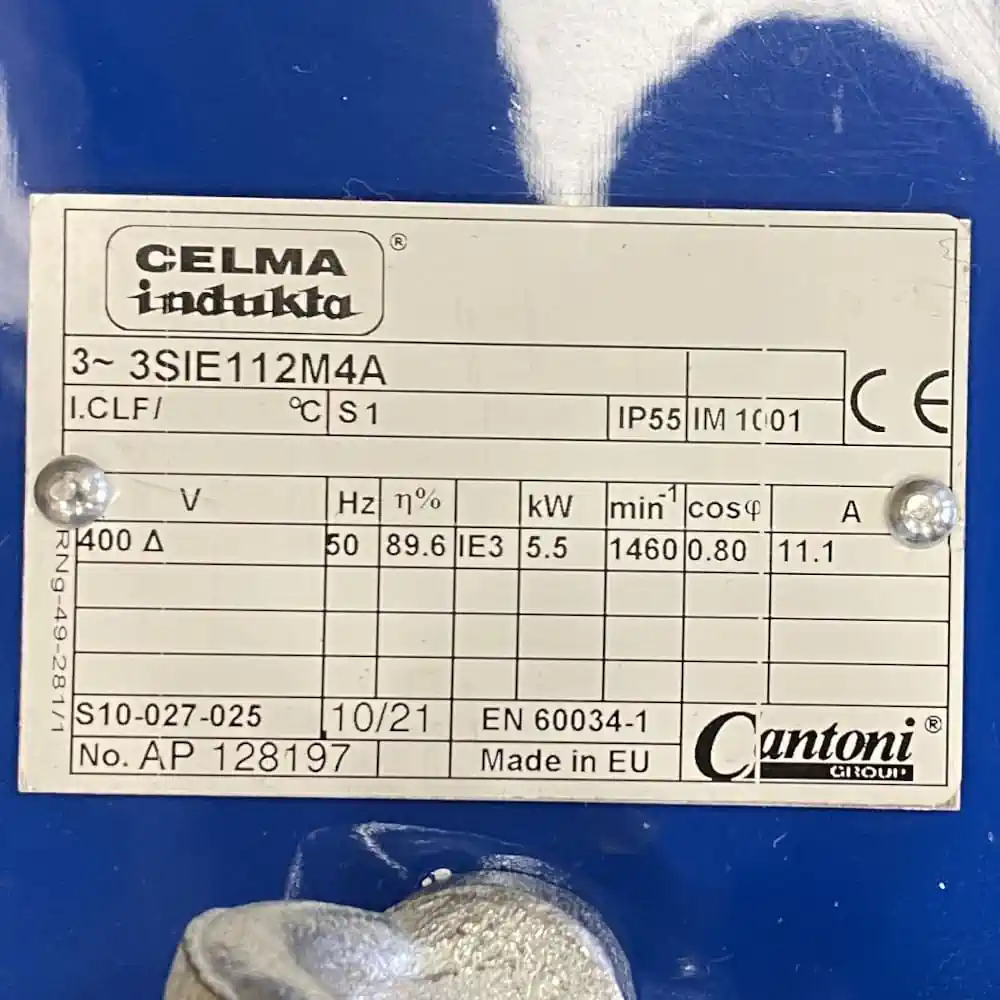 CELMA ®
indukta
3~ 3SIE112M4A
I.CLF/ °C S1 IP55 IM 1001
CE
V Hz η% kW min⁻¹ cosφ A
400 Δ 50 89.6 IE3 5.5 1460 0.80 11.1
RN9-49-281/1
S10-027-025 10/21 EN 60034-1
No. AP 128197 Made in EU
Cantoni ®
GROUP